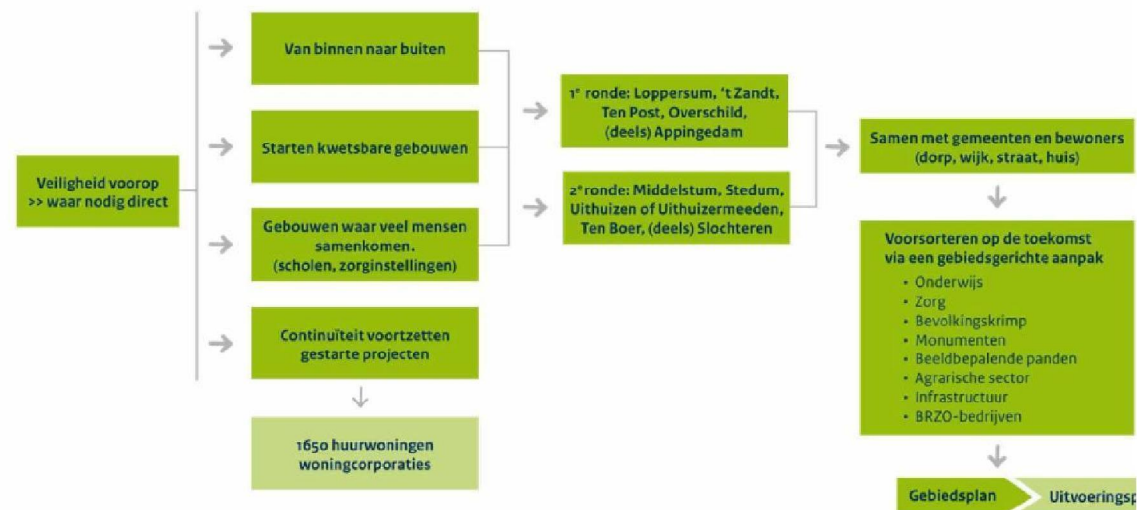 Veiligheid voorop
>> waar nodig direct
Van binnen naar buiten
Starten kwetsbare gebouwen
Gebouwen waar veel mensen
samenkomen.
(scholen, zorginstellingen)
Continuïteit voortzetten
gestarte projecten
1650 huurwoningen
woningcorporaties
1e ronde: Loppersum, ‘t Zandt,
Ten Post, Overschild,
(deels) Appingedam
2e ronde: Middelstum, Stedum,
Uithuizen of Uithuizermeeden,
Ten Boer, (deels) Slochteren
Samen met gemeenten en bewoners
(dorp, wijk, straat, huis)
Voorsorteren op de toekomst
via een gebiedsgerichte aanpak
• Onderwijs
• Zorg
• Bevolkingskrimp
• Monumenten
• Beeldbepalende panden
• Agrarische sector
• Infrastructuur
• BRZO-bedrijven
Gebiedsplan